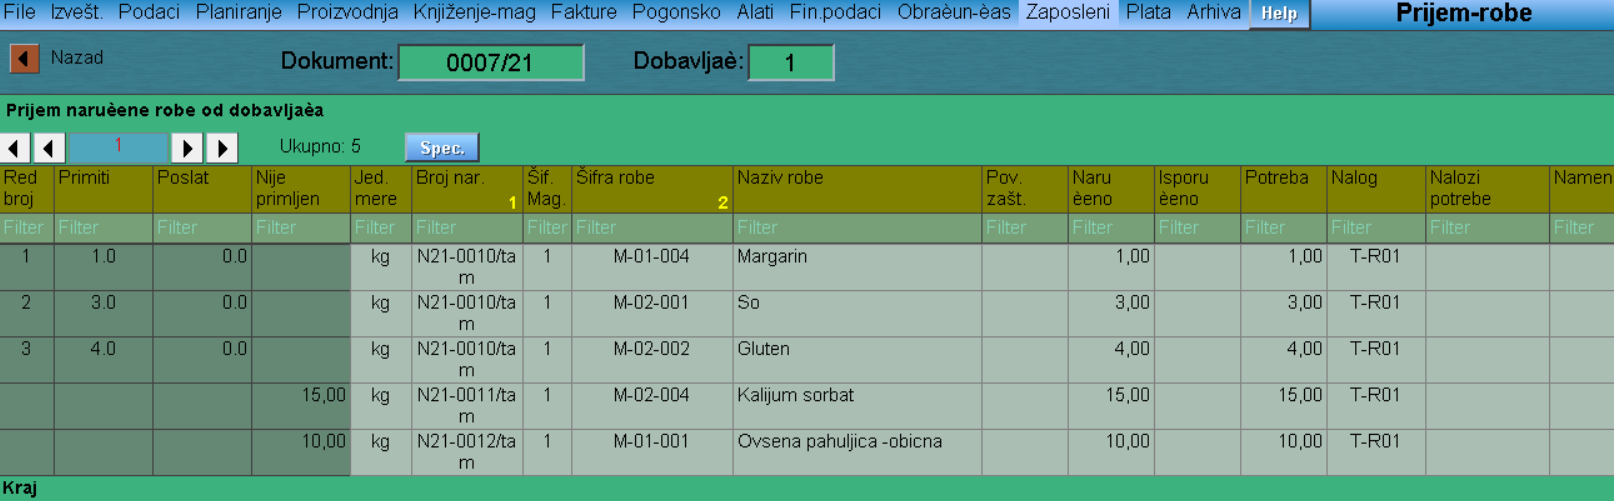 File Izvešt. Podaci Planiranje Proizvodnja Knjiženje-mag Fakture Pogonsko Alati Fin.podaci Obraèun-èas Zaposleni Plata Arhiva Help Prijem-robe
Nazad Dokument: 0007/21 Dobavljaè: 1
Prijem naruèene robe od dobavljaèa
1 Ukupno: 5 Spec.
Red Primiti Poslat Nije Jed. Broj nar. Šif. Šifra robe Naziv robe Pov. Naru Isporu Potreba Nalog Nalozi Namen
broj primljen mere 1 Mag. 2 zašt. èeno èeno potrebe
Filter Filter Filter Filter Filter Filter Filter Filter Filter Filter Filter Filter Filter Filter Filter Filter
1 1.0 0.0 kg N21-0010/ta 1 M-01-004 Margarin 1,00 1,00 T-R01
m
2 3.0 0.0 kg N21-0010/ta 1 M-02-001 So 3,00 3,00 T-R01
m
3 4.0 0.0 kg N21-0010/ta 1 M-02-002 Gluten 4,00 4,00 T-R01
m
15,00 kg N21-0011/ta 1 M-02-004 Kalijum sorbat 15,00 15,00 T-R01
m
10,00 kg N21-0012/ta 1 M-01-001 Ovsena pahuljica -obicna 10,00 10,00 T-R01
m
Kraj